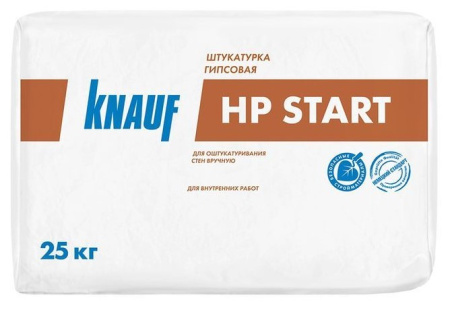 ШТУКАТУРКА
ГИПСОВАЯ
KNAUF
HP START
ДЛЯ ОШТУКАТУРИВАНИЯ
СТЕН ВРУЧНУЮ
ДЛЯ ВНУТРЕННИХ РАБОТ
25 кг